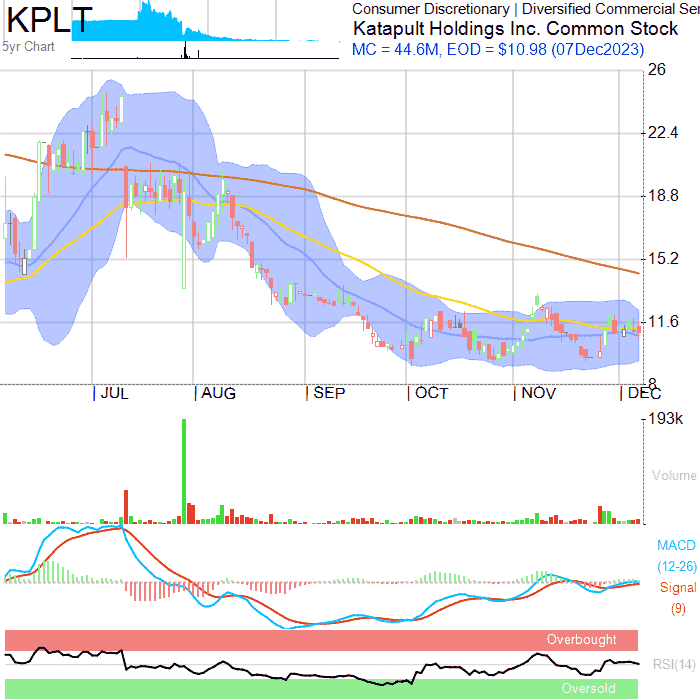 KPLT
5yr Chart
Consumer Discretionary | Diversified Commercial Ser
Katapult Holdings Inc. Common Stock
MC = 44.6M, EOD = $10.98 (07Dec2023)
26
22.4
18.8
15.2
11.6
8
JUL AUG SEP OCT NOV DEC
193k
Volume
MACD
(12-26)
Signal
(9)
Overbought
RSI(14)
Oversold